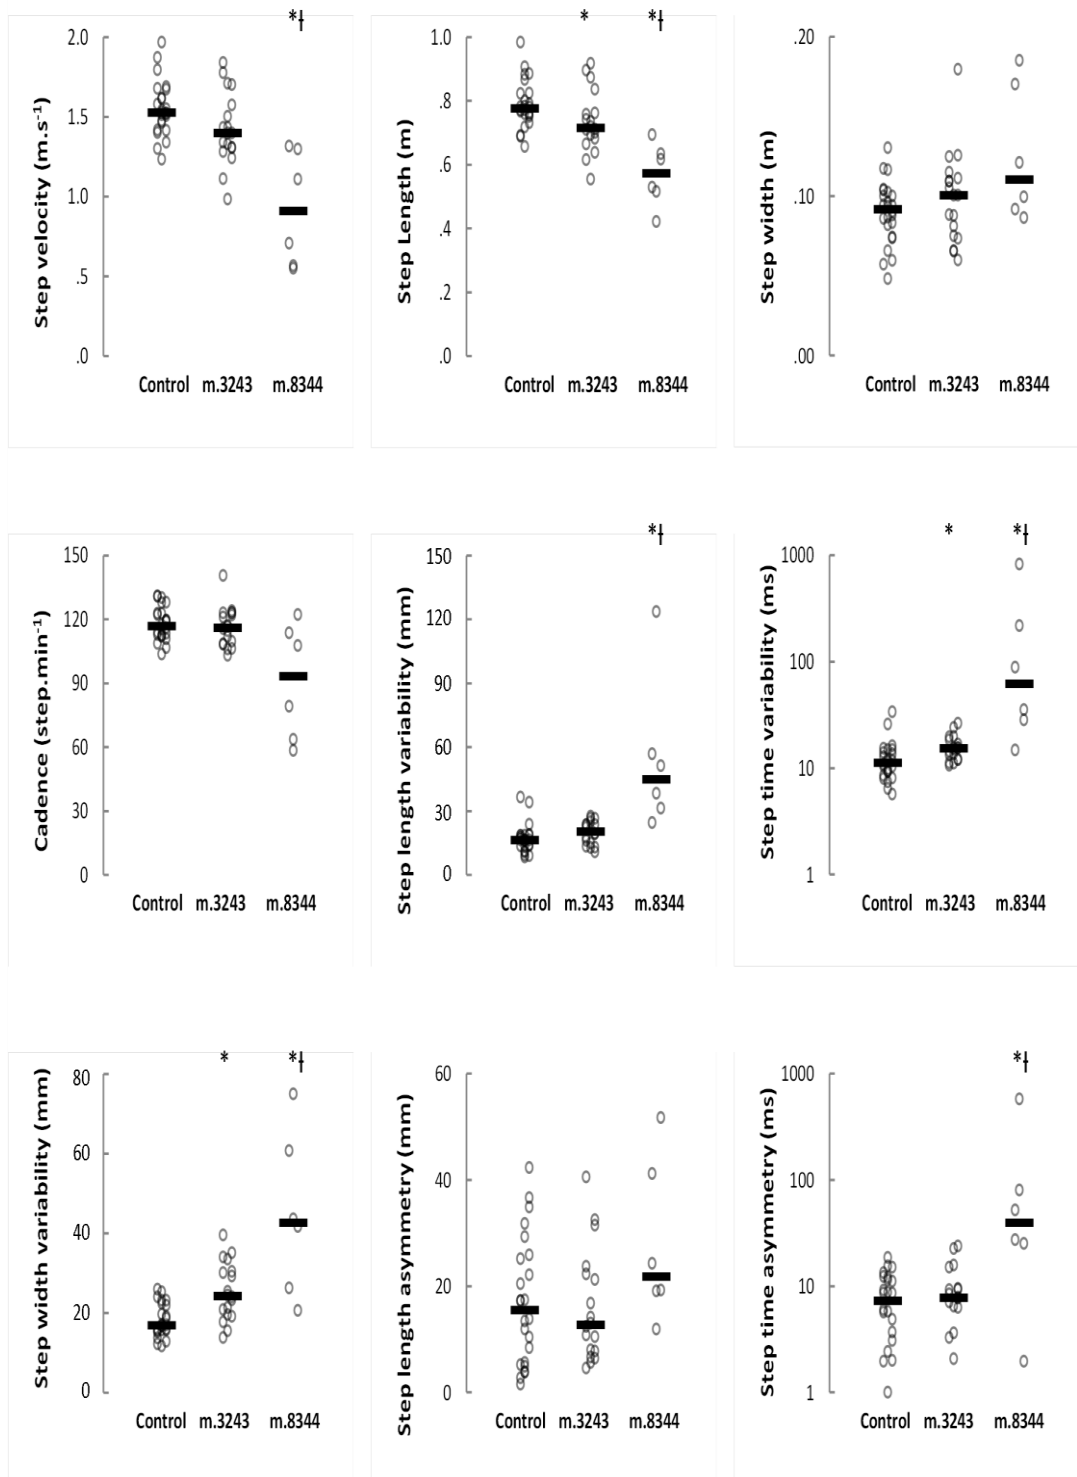 *†
Step velocity (m.s⁻¹)
2.0
1.5
1.0
.5
.0
Control m.3243 m.8344
* *†
Step Length (m)
1.0
.8
.6
.4
.2
.0
Control m.3243 m.8344
Step width (m)
.20
.10
.00
Control m.3243 m.8344
Cadence (step.min⁻¹)
150
120
90
60
30
0
Control m.3243 m.8344
*†
Step length variability (mm)
150
120
90
60
30
0
Control m.3243 m.8344
* *†
Step time variability (ms)
1000
100
10
1
Control m.3243 m.8344
* *†
Step width variability (mm)
80
60
40
20
0
Control m.3243 m.8344
Step length asymmetry (mm)
60
40
20
0
Control m.3243 m.8344
*†
Step time asymmetry (ms)
1000
100
10
1
Control m.3243 m.8344